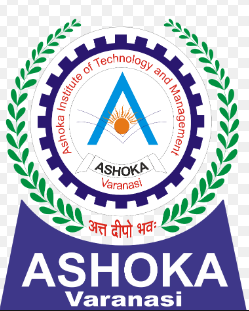 Ashoka Institute of Technology and Management
ASHOKA
Varanasi
अत्त दीपो भवः
ASHOKA
Varanasi